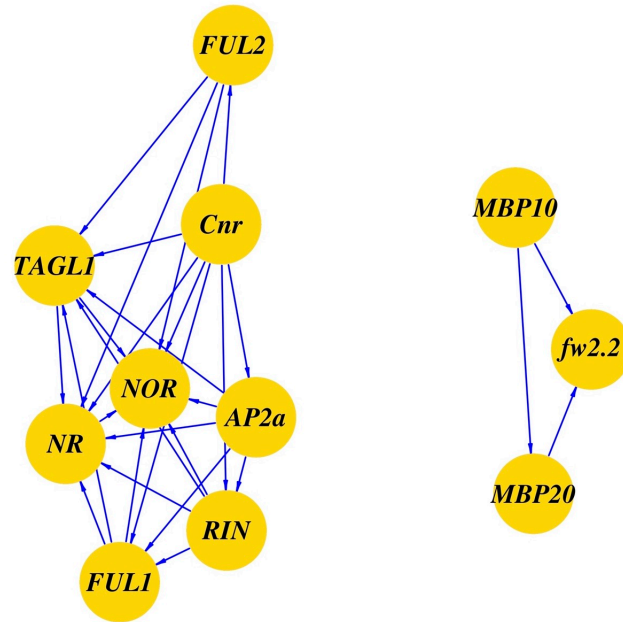 FUL2
MBP10
Cnr
TAGL1
fw2.2
NOR
AP2a
NR
MBP20
RIN
FUL1